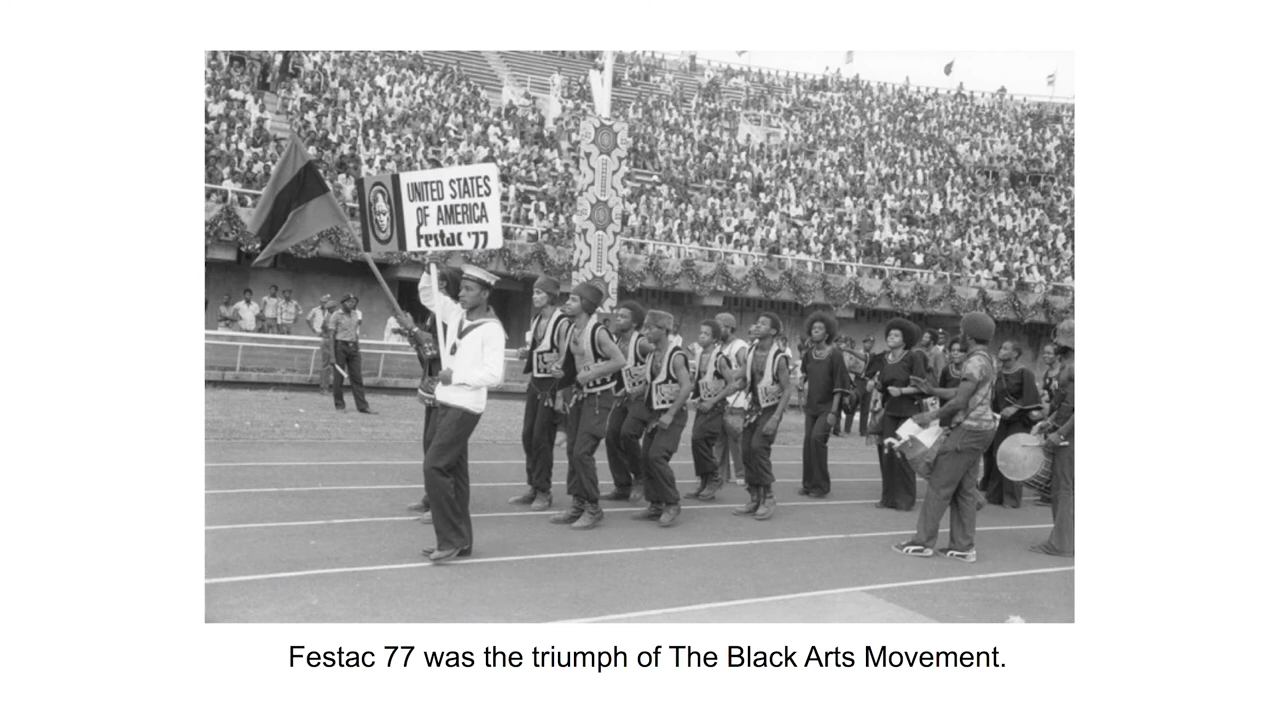 UNITED STATES
OF AMERICA
Festac '77
Festac 77 was the triumph of The Black Arts Movement.